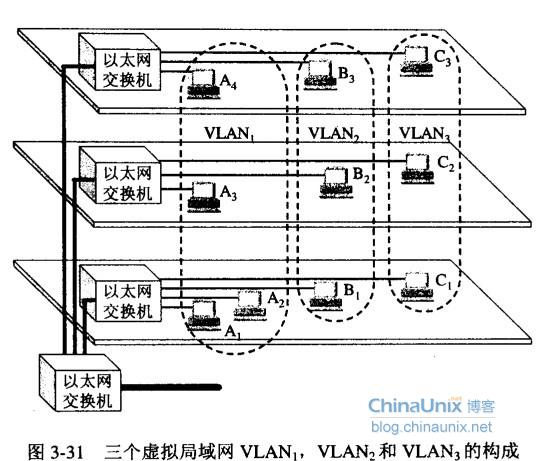 以太网
交换机
A₄
B₃
C₃
VLAN₁
VLAN₂
VLAN₃
以太网
交换机
A₃
B₂
C₂
以太网
交换机
A₁
A₂
B₁
C₁
以太网
交换机
ChinaUnix.net 博客
blog.chinaunix.net
图 3-31 三个虚拟局域网 VLAN₁，VLAN₂ 和 VLAN₃ 的构成